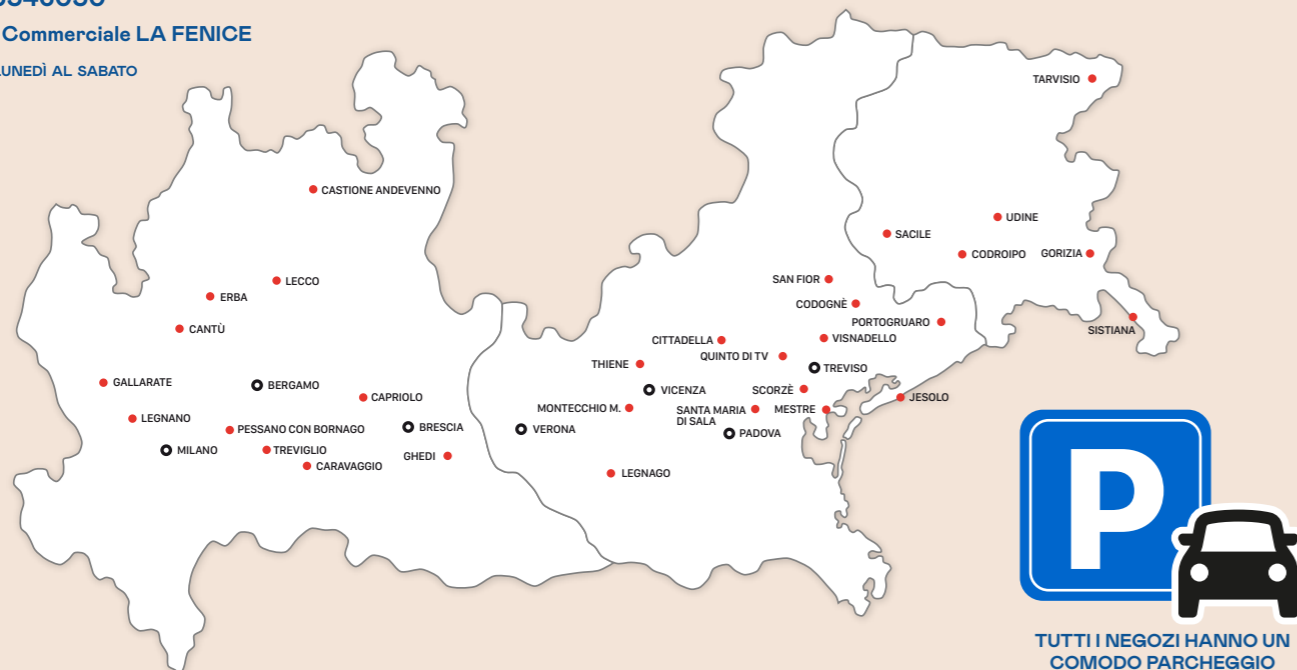 Commerciale LA FENICE
AL SABATO
TARVISIO
CASTIONE ANDEVENNO
UDINE
SACILE
CODROIPO
GORIZIA
LECCO
SAN FIOR
ERBA
CODOGNÈ
PORTOGRUARO
CANTÙ
SISTIANA
CITTADELLA
VISNADELLO
QUINTO DI TV
THIENE
TREVISO
GALLARATE
BERGAMO
VICENZA
SCORZÈ
CAPRIOLO
JESOLO
MONTECCHIO M.
SANTA MARIA
DI SALA
MESTRE
LEGNANO
BRESCIA
PESSANO CON BORNAGO
VERONA
PADOVA
MILANO
TREVIGLIO
GHEDI
CARAVAGGIO
LEGNAGO
P
TUTTI I NEGOZI HANNO UN
COMODO PARCHEGGIO